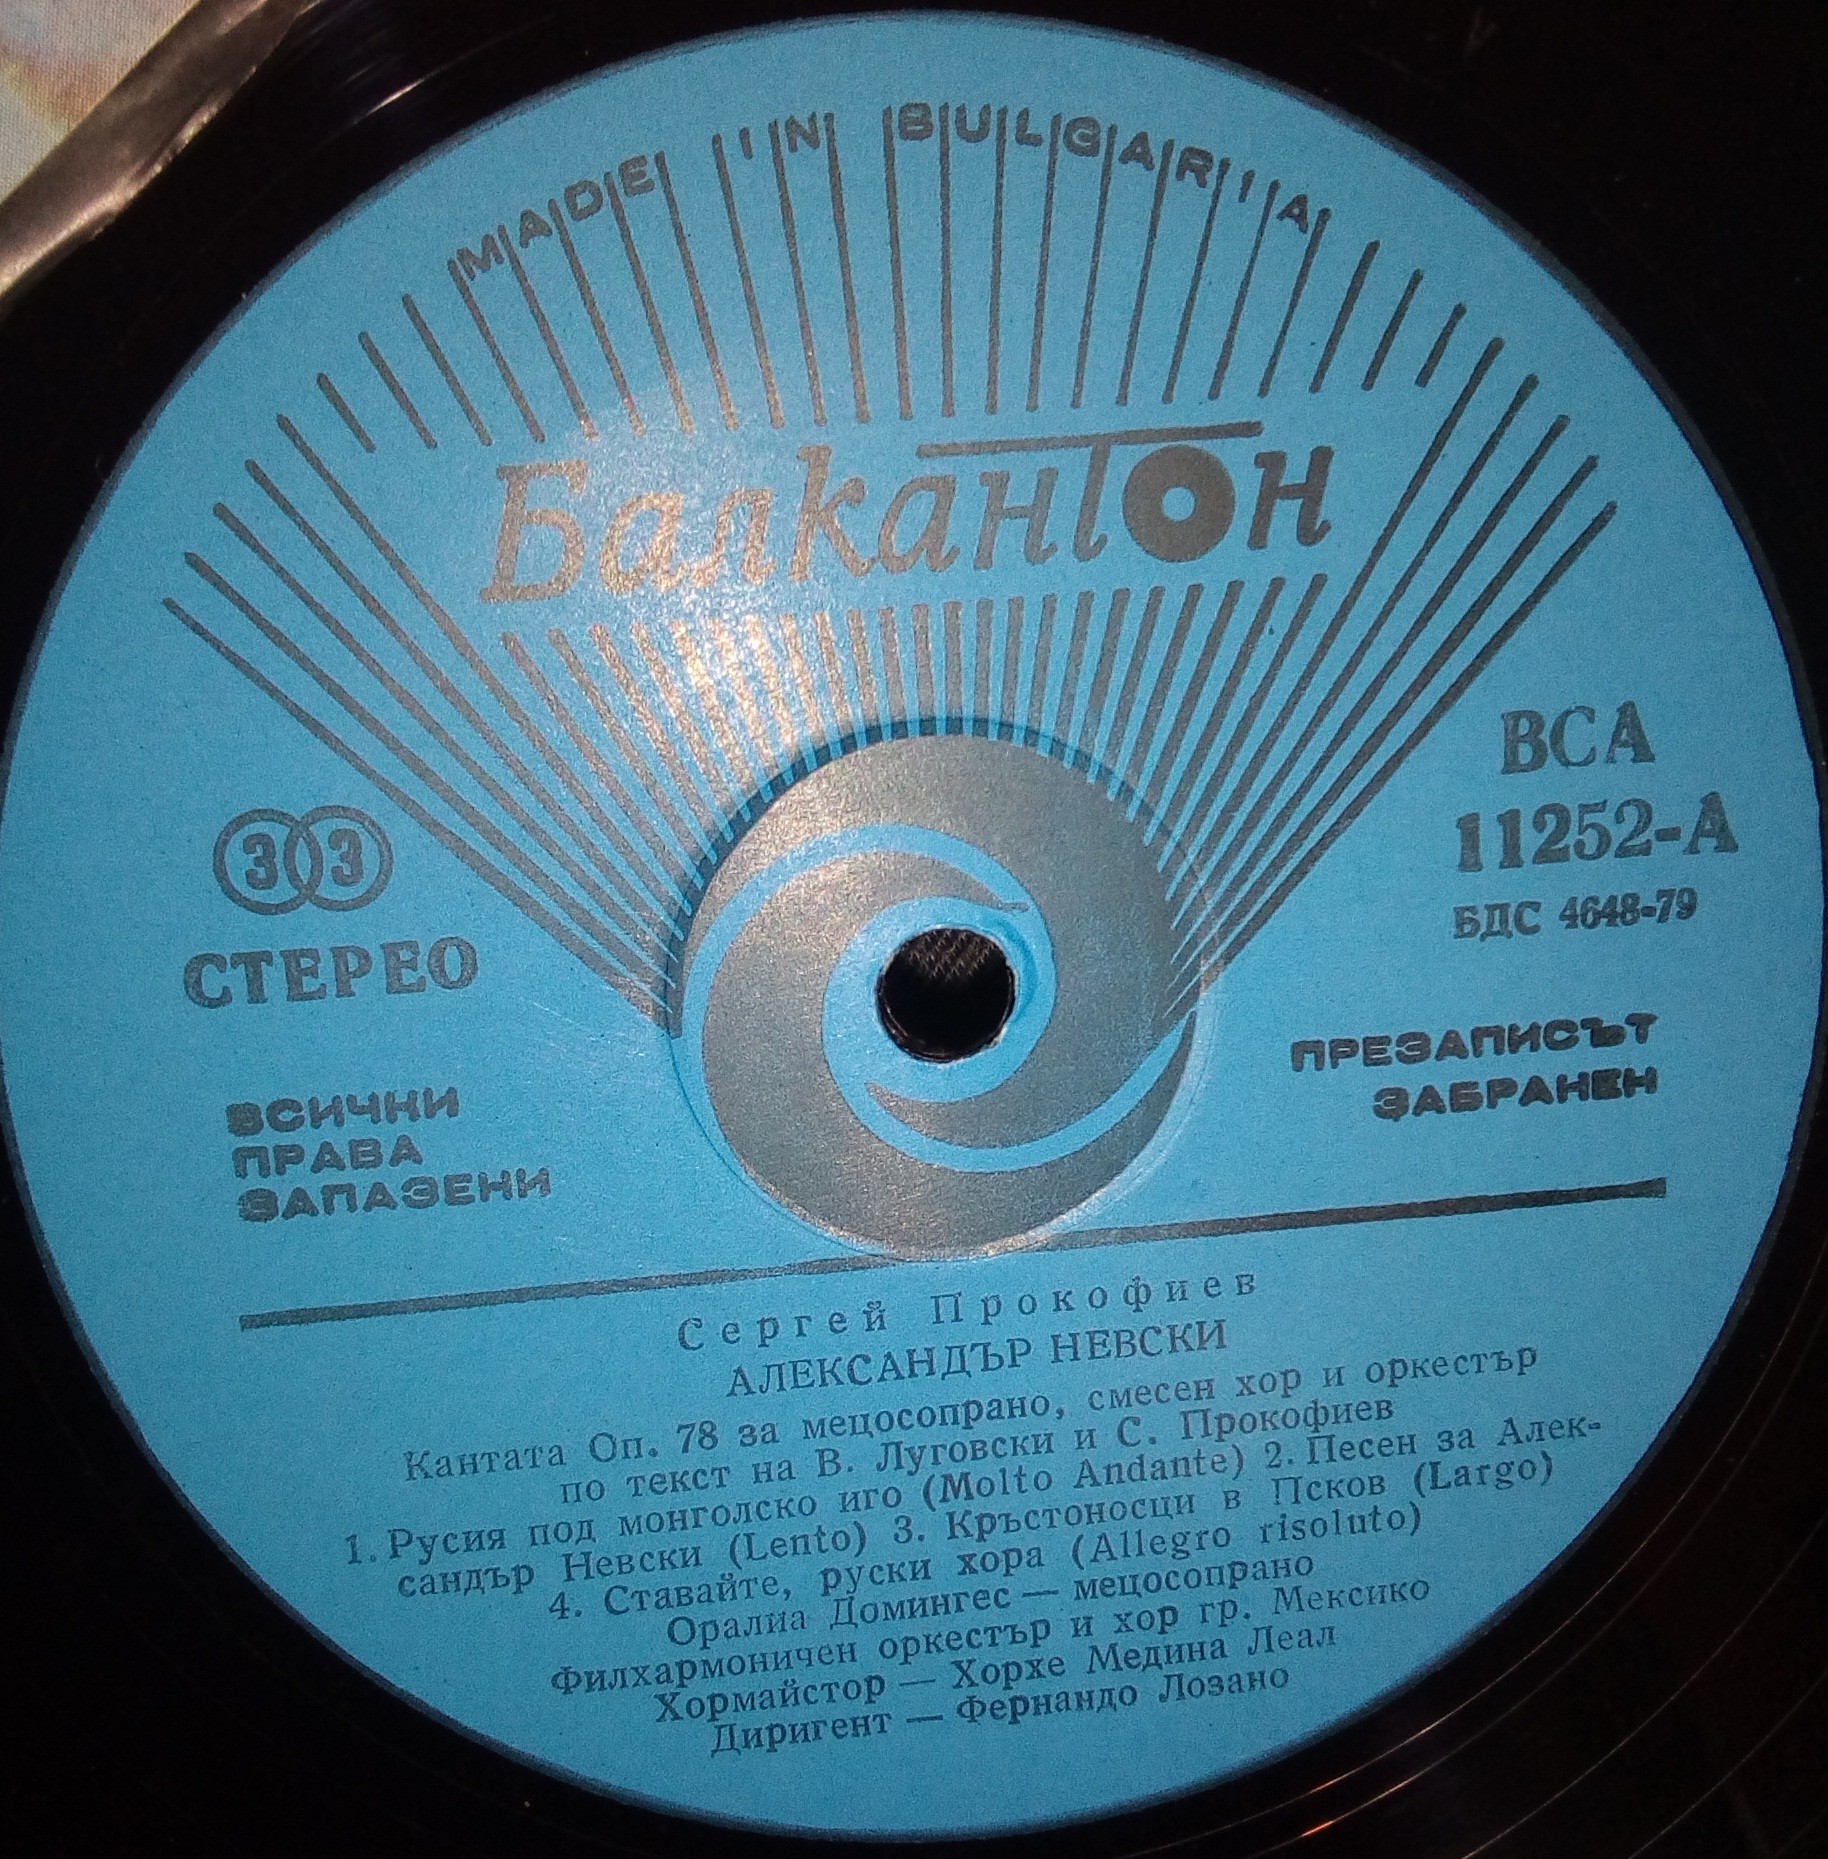 MADE IN BULGARIA
Балкантон
33
СТЕРЕО
ВСА
11252-А
БДС 4648-79
ВСИЧКИ
ПРАВА
ЗАПАЗЕНИ
ПРЕЗАПИСЪТ
ЗАБРАНЕН
Сергей Прокофиев
АЛЕКСАНДЪР НЕВСКИ
Кантата Оп. 78 за мецосопрано, смесен хор и оркестър
по текст на В. Луговски и С. Прокофиев
1. Русия под монголско иго (Molto Andante) 2. Песен за Алек-
сандър Невски (Lento) 3. Кръстоносци в Псков (Largo)
4. Ставайте, руски хора (Allegro risoluto)
Оралиа Домингес — мецосопрано
Филхармоничен оркестър и хор гр. Мексико
Хормайстор — Хорхе Медина Леал
Диригент — Фернандо Лозано